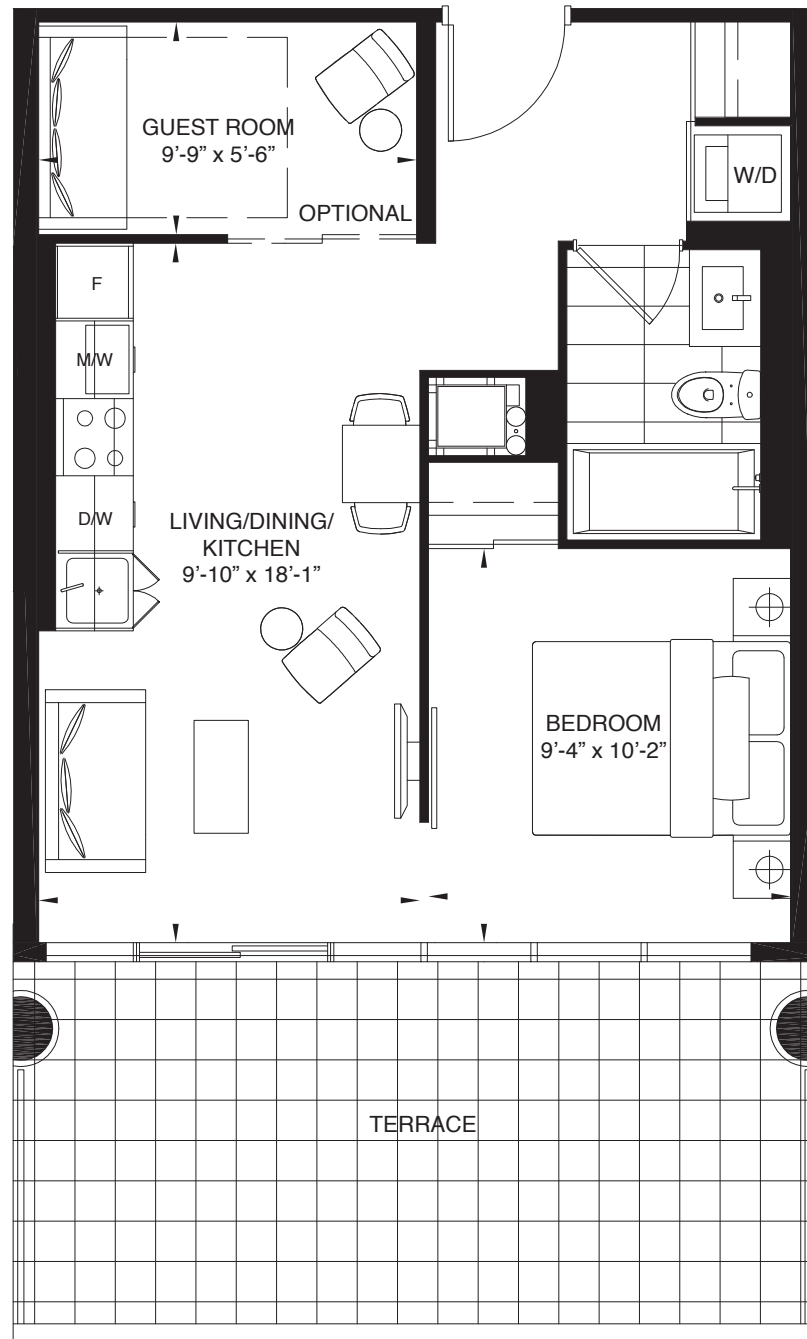 GUEST ROOM
9’-9” x 5’-6”
OPTIONAL
W/D
F
M/W
D/W
LIVING/DINING/
KITCHEN
9’-10” x 18’-1”
BEDROOM
9’-4” x 10’-2”
TERRACE